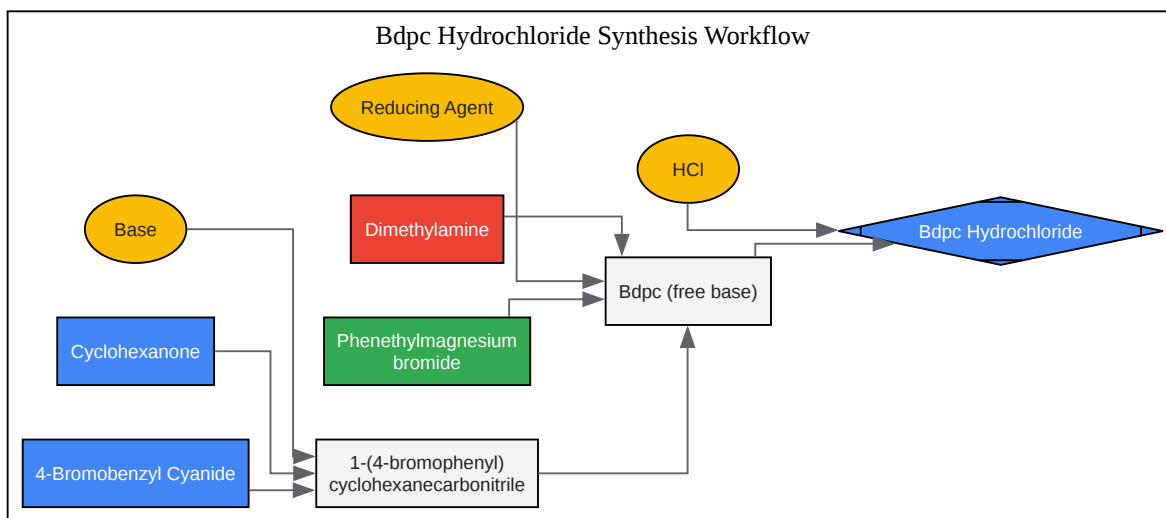 Bdpc Hydrochloride Synthesis Workflow
Reducing Agent
HCl
Base
Dimethylamine
Bdpc Hydrochloride
Bdpc (free base)
Cyclohexanone
Phenethylmagnesium
bromide
4-Bromobenzyl Cyanide
1-(4-bromophenyl)
cyclohexanecarbonitrile